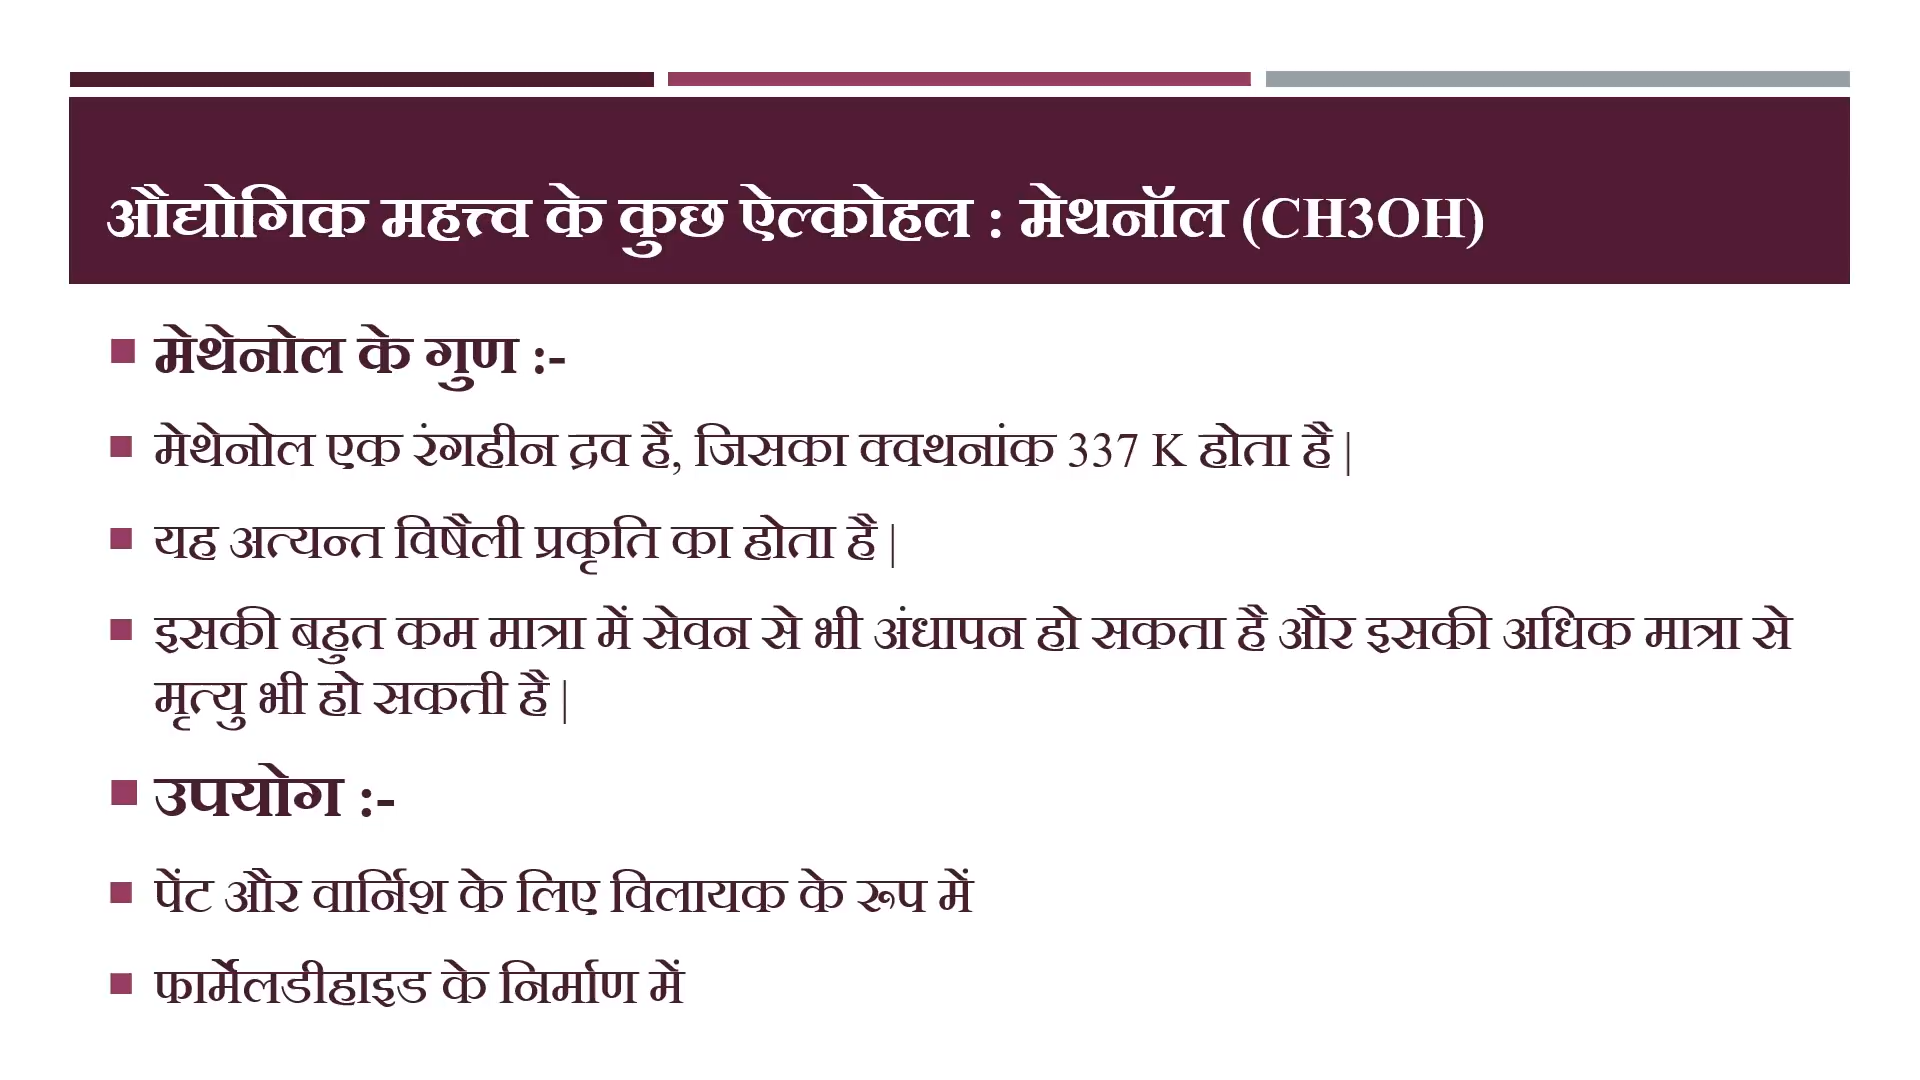 औद्योगिक महत्त्व के कुछ ऐल्कोहल : मेथनॉल (CH3OH)
मेथेनोल के गुण :-
मेथेनोल एक रंगहीन द्रव है, जिसका क्वथनांक 337 K होता है |
यह अत्यन्त विषैली प्रकृति का होता है |
इसकी बहुत कम मात्रा में सेवन से भी अंधापन हो सकता है और इसकी अधिक मात्रा से
मृत्यु भी हो सकती है |
उपयोग :-
पेंट और वार्निश के लिए विलायक के रूप में
फार्मेलडीहाइड के निर्माण में